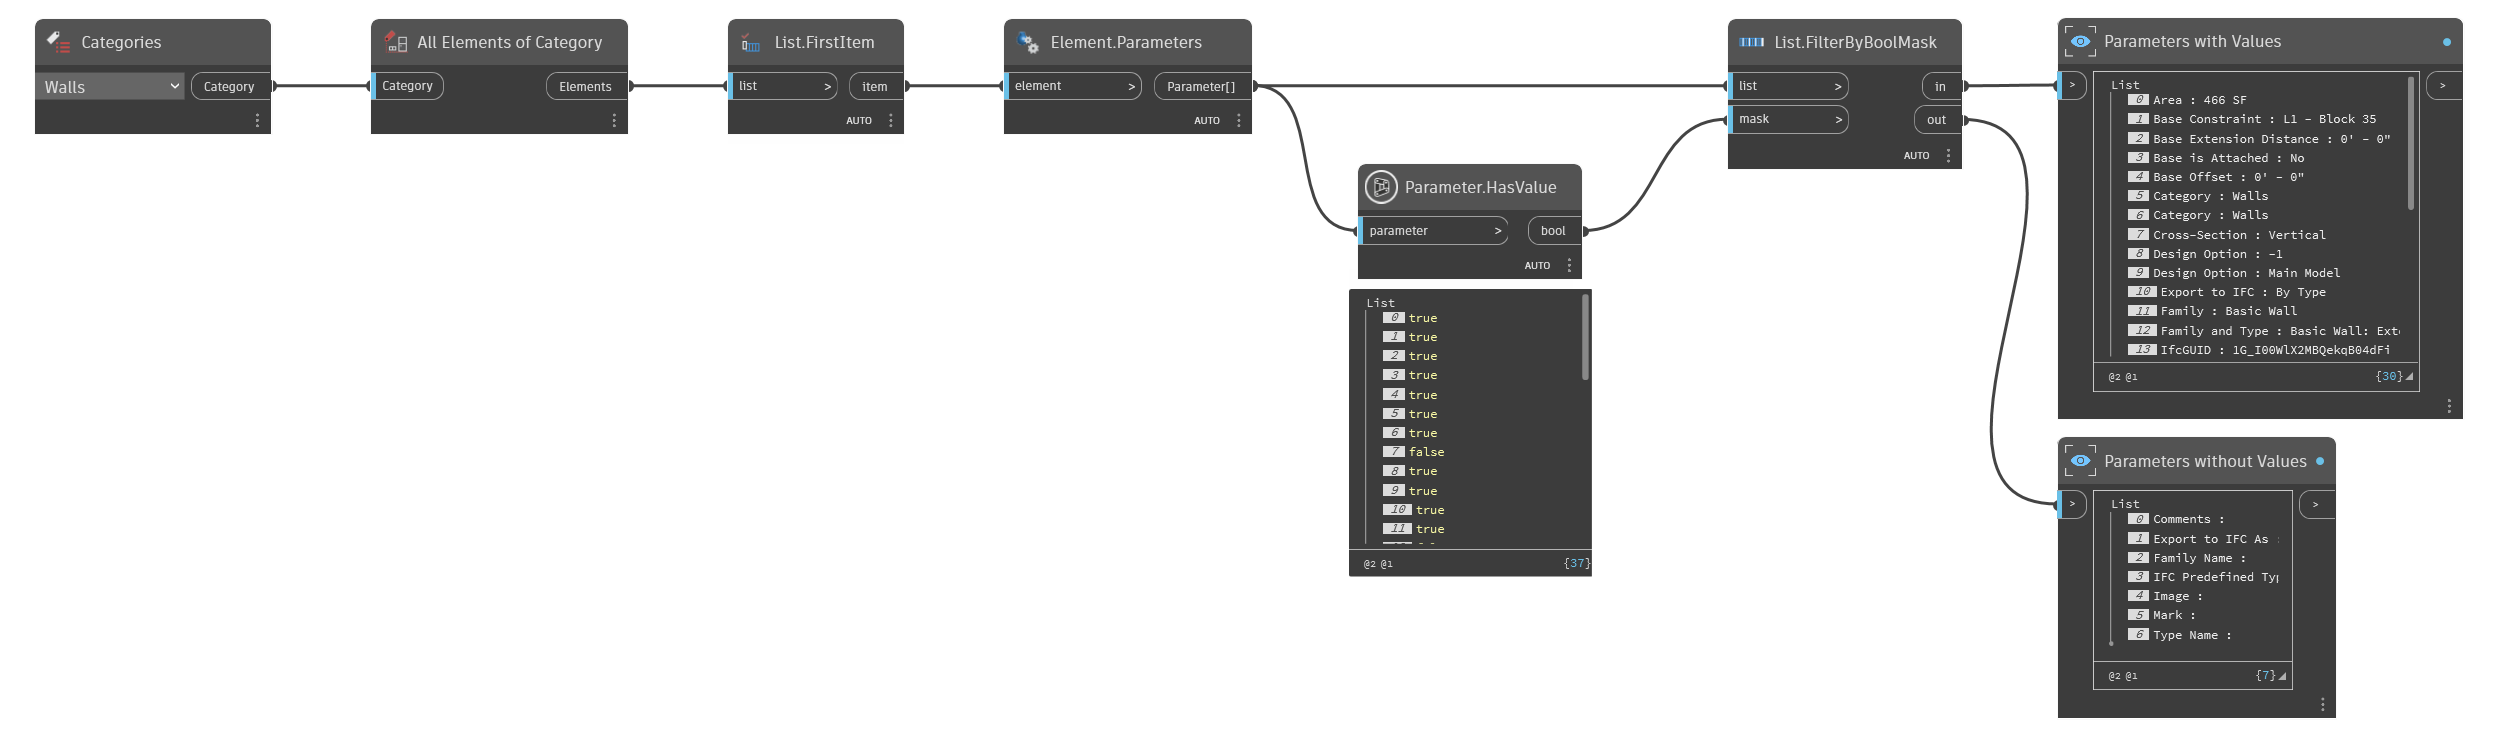 Categories
Walls
Category
All Elements of Category
Category
Elements
List.FirstItem
list >
item
AUTO
Element.Parameters
element >
Parameter[]
AUTO
Parameter.HasValue
parameter >
bool
AUTO
List
0 true
1 true
2 true
3 true
4 true
5 true
6 true
7 false
8 true
9 true
10 true
11 true
@2 @1
{37}
List.FilterByBoolMask
list >
in
mask >
out
AUTO
Parameters with Values
>
>
List
0 Area : 466 SF
1 Base Constraint : L1 - Block 35
2 Base Extension Distance : 0' - 0"
3 Base is Attached : No
4 Base Offset : 0' - 0"
5 Category : Walls
6 Category : Walls
7 Cross-Section : Vertical
8 Design Option : -1
9 Design Option : Main Model
10 Export to IFC : By Type
11 Family : Basic Wall
12 Family and Type : Basic Wall: Ext
13 IfcGUID : 1G_I00WlX2MBQekqB04dFi
@2 @1
{30}
Parameters without Values
>
>
List
0 Comments :
1 Export to IFC As :
2 Family Name :
3 IFC Predefined Ty
4 Image :
5 Mark :
6 Type Name :
@2 @1
{7}